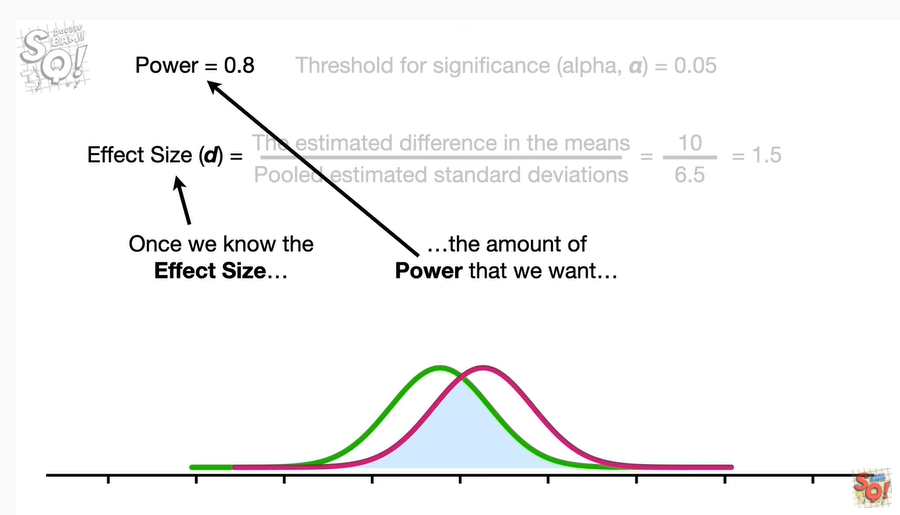 Power = 0.8 Threshold for significance (alpha, α) = 0.05
The estimated difference in the means 10
Effect Size (d) = = = 1.5
Pooled estimated standard deviations 6.5
Once we know the …the amount of
Effect Size… Power that we want…
SQ!
SQ!